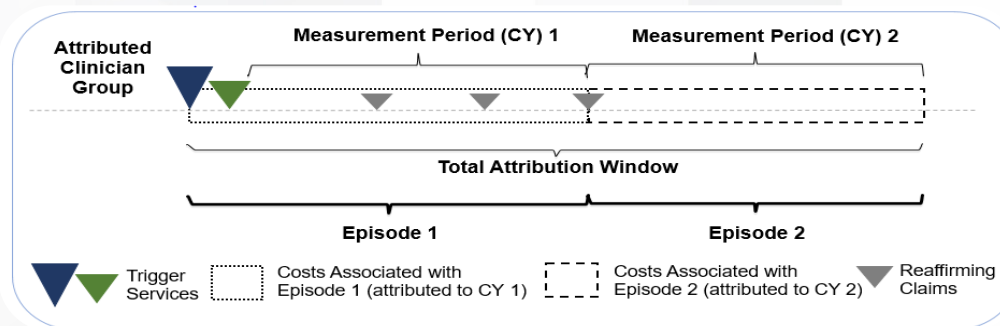 Attributed
Clinician
Group
Measurement Period (CY) 1
Measurement Period (CY) 2
Total Attribution Window
Episode 1
Episode 2
Trigger
Services
Costs Associated with
Episode 1 (attributed to CY 1)
Costs Associated with
Episode 2 (attributed to CY 2)
Reaffirming
Claims